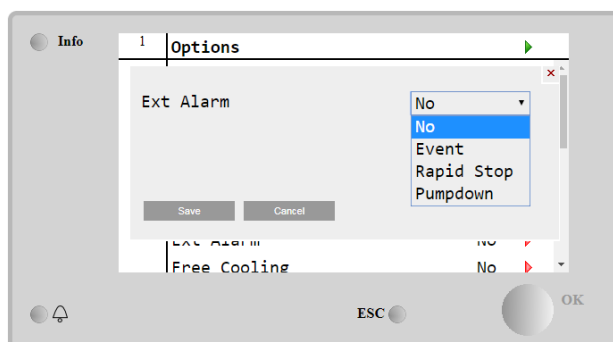 Info
1 Options
×
Ext Alarm No
No
Event
Rapid Stop
Pumpdown
Save Cancel
Ext Alarm No
Free Cooling No
ESC
OK